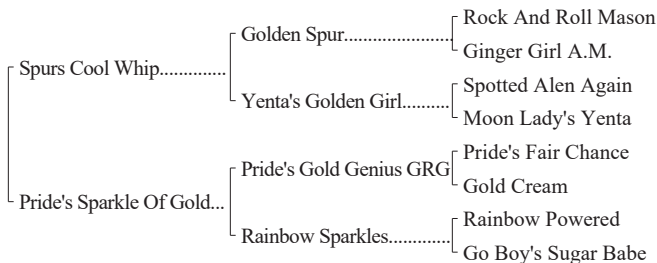 Rock And Roll Mason
Golden Spur........................
Ginger Girl A.M.
Spurs Cool Whip..............
Spotted Alen Again
Yenta's Golden Girl..........
Moon Lady's Yenta
Pride's Fair Chance
Pride's Gold Genius GRG
Gold Cream
Pride's Sparkle Of Gold...
Rainbow Powered
Rainbow Sparkles.............
Go Boy's Sugar Babe